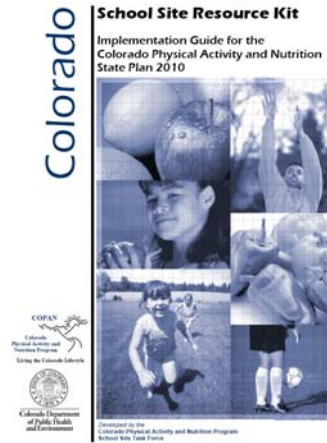 Colorado
School Site Resource Kit
Implementation Guide for the
Colorado Physical Activity and Nutrition
State Plan 2010
COPAN
Colorado
Physical Activity and
Nutrition Program
Living the Colorado Lifestyle
Colorado Department
of Public Health
and Environment
Developed by the
Colorado Physical Activity and Nutrition Program
School Site Task Force